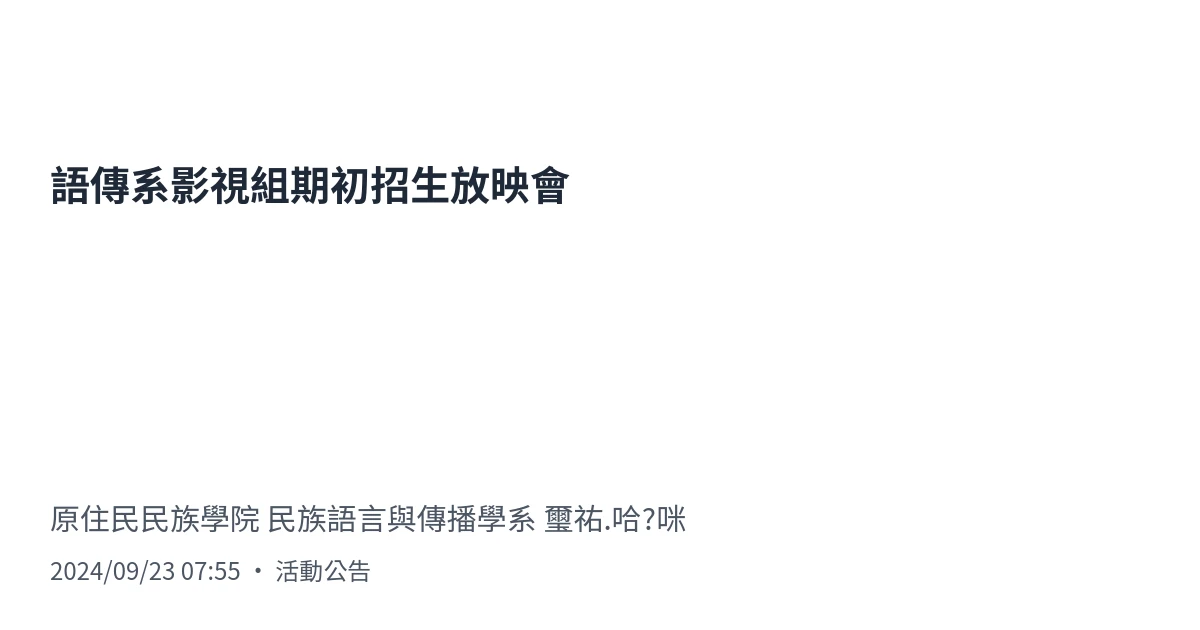 語傳系影視組期初招生放映會
原住民民族學院 民族語言與傳播學系 璽祐.哈?咪
2024/09/23 07:55 • 活動公告